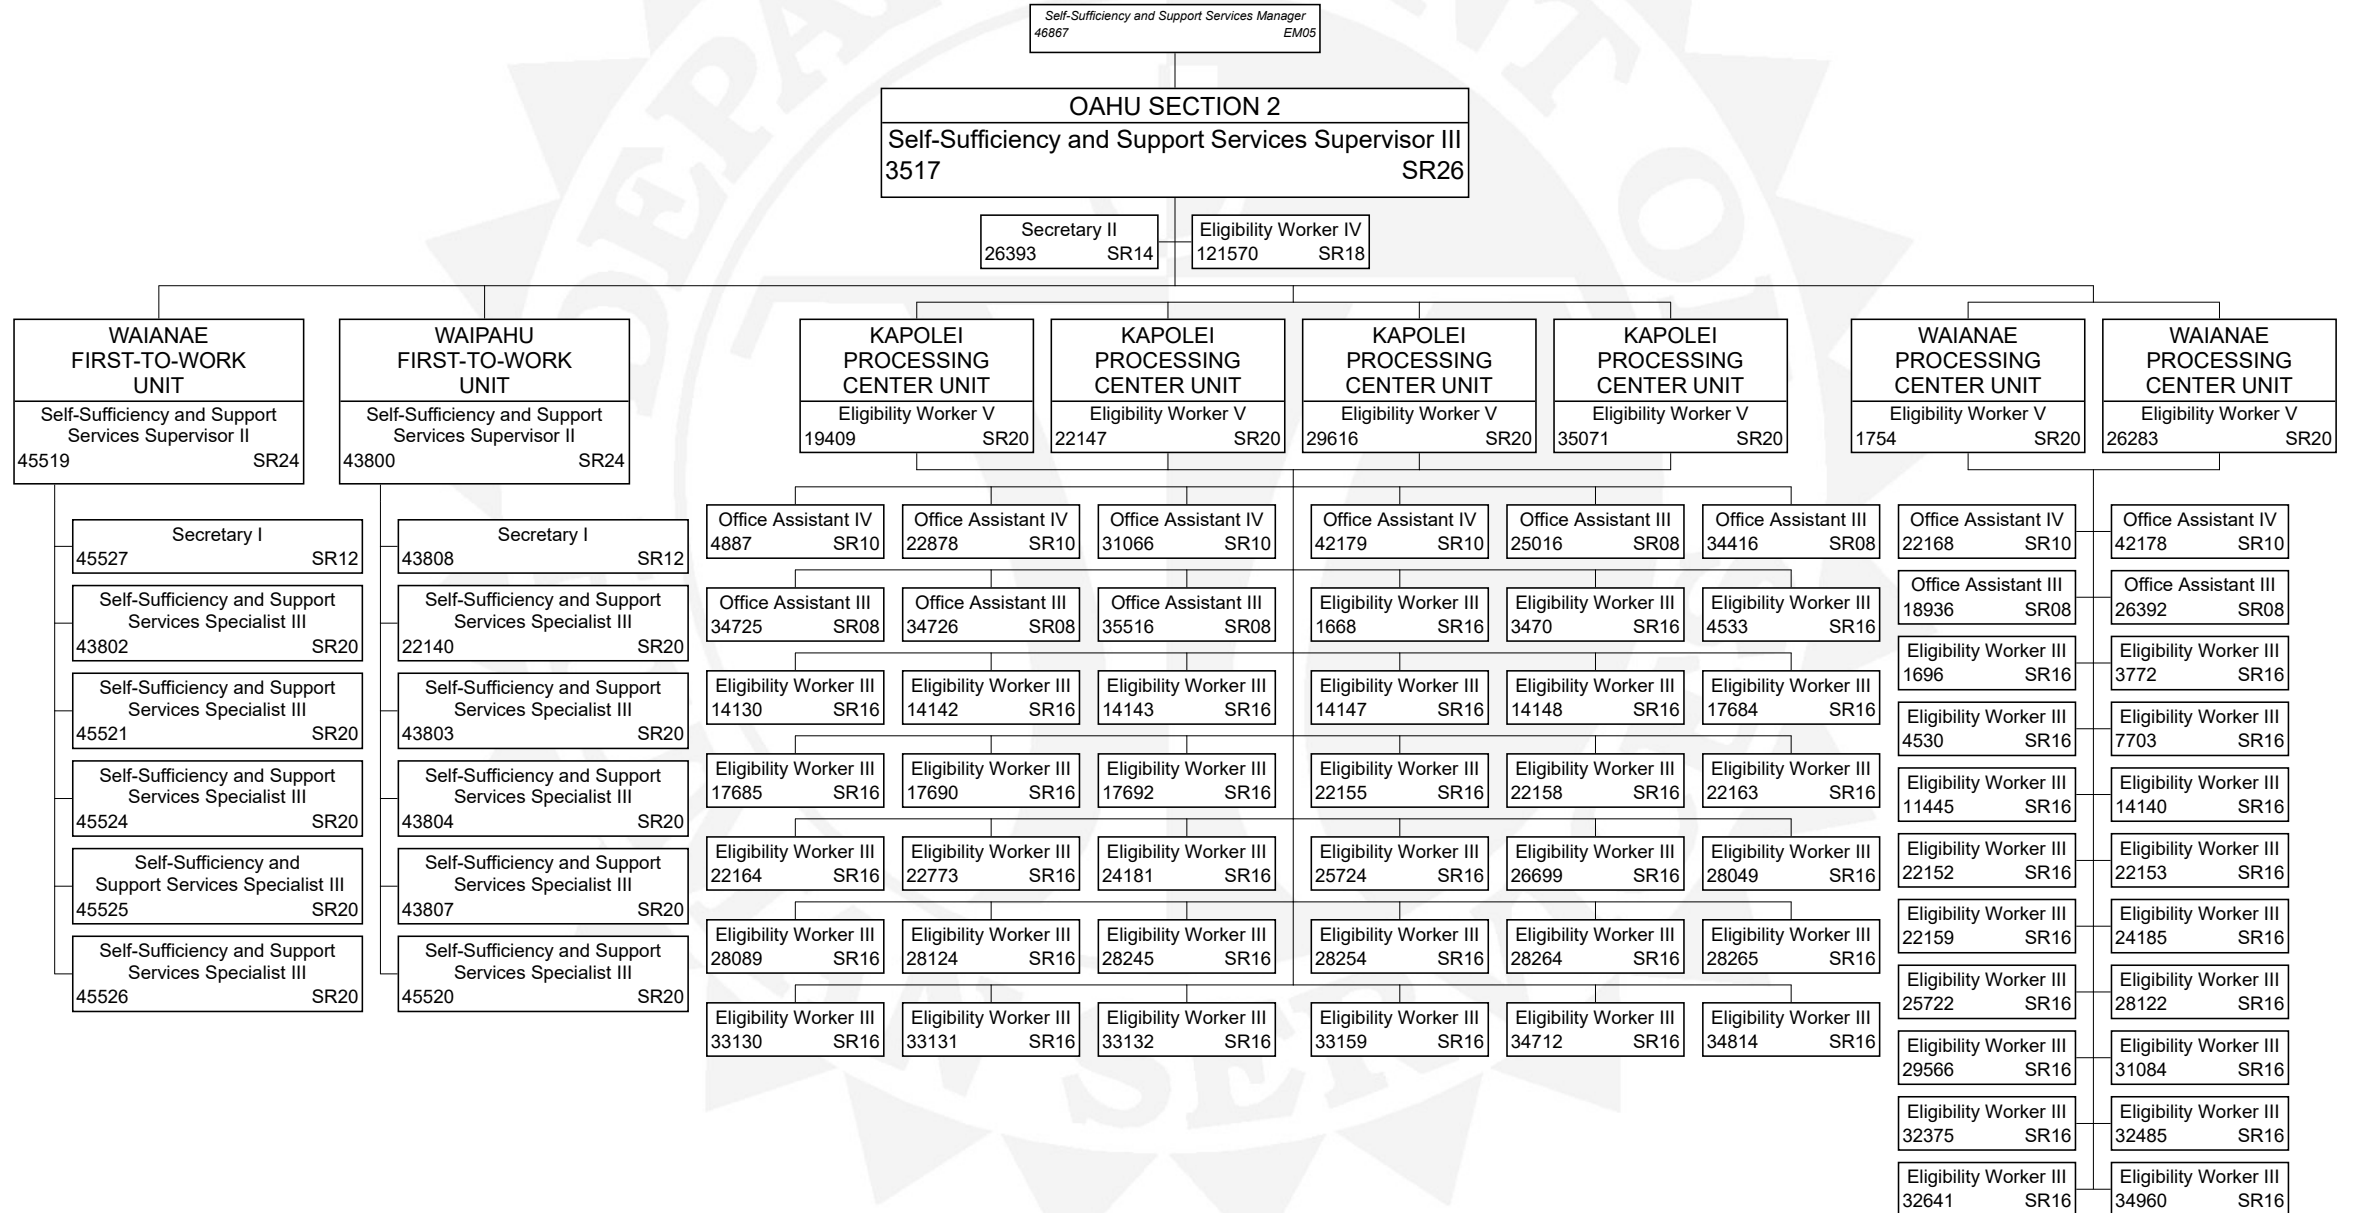 Self-Sufficiency and Support Services Manager
46867 EM05
OAHU SECTION 2
Self-Sufficiency and Support Services Supervisor III
3517 SR26
Secretary II
26393 SR14
Eligibility Worker IV
121570 SR18
WAIANAE
FIRST-TO-WORK
UNIT
Self-Sufficiency and Support
Services Supervisor II
45519 SR24
Secretary I
45527 SR12
Self-Sufficiency and Support
Services Specialist III
43802 SR20
Self-Sufficiency and Support
Services Specialist III
45521 SR20
Self-Sufficiency and Support
Services Specialist III
45524 SR20
Self-Sufficiency and
Support Services Specialist III
45525 SR20
Self-Sufficiency and Support
Services Specialist III
45526 SR20
WAIPAHU
FIRST-TO-WORK
UNIT
Self-Sufficiency and Support
Services Supervisor II
43800 SR24
Secretary I
43808 SR12
Self-Sufficiency and Support
Services Specialist III
22140 SR20
Self-Sufficiency and Support
Services Specialist III
43803 SR20
Self-Sufficiency and Support
Services Specialist III
43804 SR20
Self-Sufficiency and Support
Services Specialist III
43807 SR20
Self-Sufficiency and Support
Services Specialist III
45520 SR20
KAPOLEI
PROCESSING
CENTER UNIT
Eligibility Worker V
19409 SR20
KAPOLEI
PROCESSING
CENTER UNIT
Eligibility Worker V
22147 SR20
KAPOLEI
PROCESSING
CENTER UNIT
Eligibility Worker V
29616 SR20
KAPOLEI
PROCESSING
CENTER UNIT
Eligibility Worker V
35071 SR20
Office Assistant IV
4887 SR10
Office Assistant IV
22878 SR10
Office Assistant IV
31066 SR10
Office Assistant IV
42179 SR10
Office Assistant III
25016 SR08
Office Assistant III
34416 SR08
Office Assistant III
34725 SR08
Office Assistant III
34726 SR08
Office Assistant III
35516 SR08
Eligibility Worker III
1668 SR16
Eligibility Worker III
3470 SR16
Eligibility Worker III
4533 SR16
Eligibility Worker III
14130 SR16
Eligibility Worker III
14142 SR16
Eligibility Worker III
14143 SR16
Eligibility Worker III
14147 SR16
Eligibility Worker III
14148 SR16
Eligibility Worker III
17684 SR16
Eligibility Worker III
17685 SR16
Eligibility Worker III
17690 SR16
Eligibility Worker III
17692 SR16
Eligibility Worker III
22155 SR16
Eligibility Worker III
22158 SR16
Eligibility Worker III
22163 SR16
Eligibility Worker III
22164 SR16
Eligibility Worker III
22773 SR16
Eligibility Worker III
24181 SR16
Eligibility Worker III
25724 SR16
Eligibility Worker III
26699 SR16
Eligibility Worker III
28049 SR16
Eligibility Worker III
28089 SR16
Eligibility Worker III
28124 SR16
Eligibility Worker III
28245 SR16
Eligibility Worker III
28254 SR16
Eligibility Worker III
28264 SR16
Eligibility Worker III
28265 SR16
Eligibility Worker III
33130 SR16
Eligibility Worker III
33131 SR16
Eligibility Worker III
33132 SR16
Eligibility Worker III
33159 SR16
Eligibility Worker III
34712 SR16
Eligibility Worker III
34814 SR16
WAIANAE
PROCESSING
CENTER UNIT
Eligibility Worker V
1754 SR20
WAIANAE
PROCESSING
CENTER UNIT
Eligibility Worker V
26283 SR20
Office Assistant IV
22168 SR10
Office Assistant IV
42178 SR10
Office Assistant III
18936 SR08
Office Assistant III
26392 SR08
Eligibility Worker III
1696 SR16
Eligibility Worker III
3772 SR16
Eligibility Worker III
4530 SR16
Eligibility Worker III
7703 SR16
Eligibility Worker III
11445 SR16
Eligibility Worker III
14140 SR16
Eligibility Worker III
22152 SR16
Eligibility Worker III
22153 SR16
Eligibility Worker III
22159 SR16
Eligibility Worker III
24185 SR16
Eligibility Worker III
25722 SR16
Eligibility Worker III
28122 SR16
Eligibility Worker III
29566 SR16
Eligibility Worker III
31084 SR16
Eligibility Worker III
32375 SR16
Eligibility Worker III
32485 SR16
Eligibility Worker III
32641 SR16
Eligibility Worker III
34960 SR16